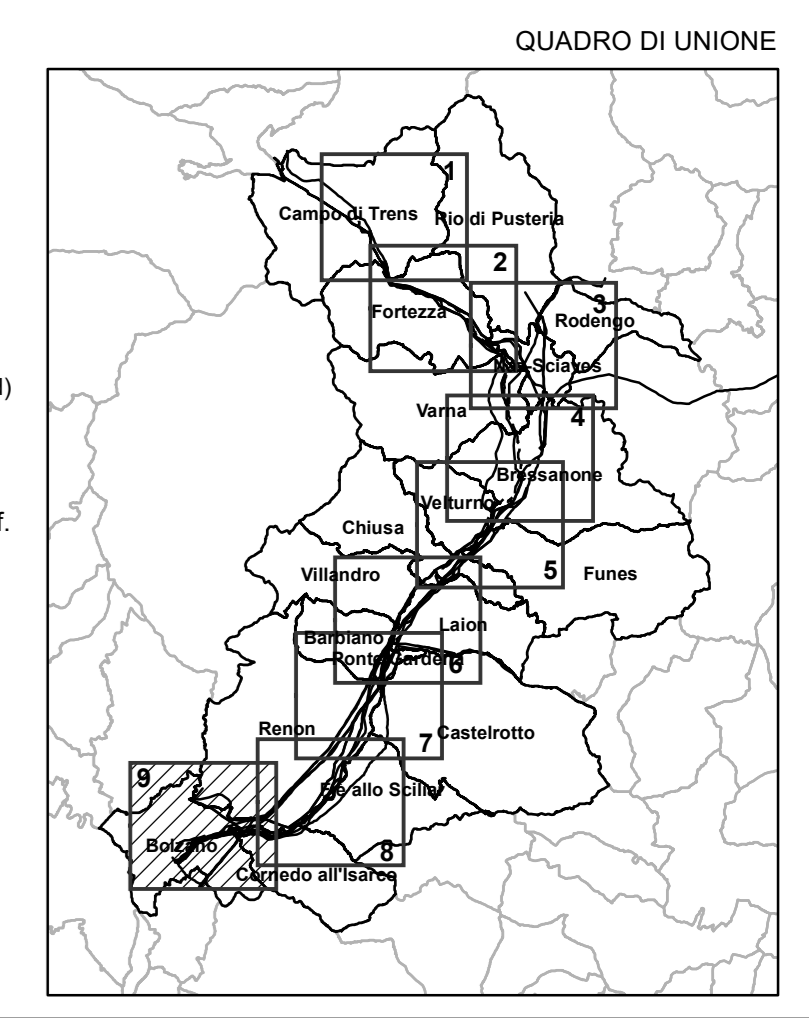 QUADRO DI UNIONE
1
Campo di Trens
Rio di Pusteria
2
3
Fortezza
Rodengo
Naz-Sciaves
Varna
4
Bressanone
Velturno
Chiusa
5
Funes
Villandro
Laion
Barbiano
Ponte Gardena
6
Renon
7
Castelrotto
9
Fiè allo Sciliar
Bolzano
8
Cornedo all'Isarco
l)
f.